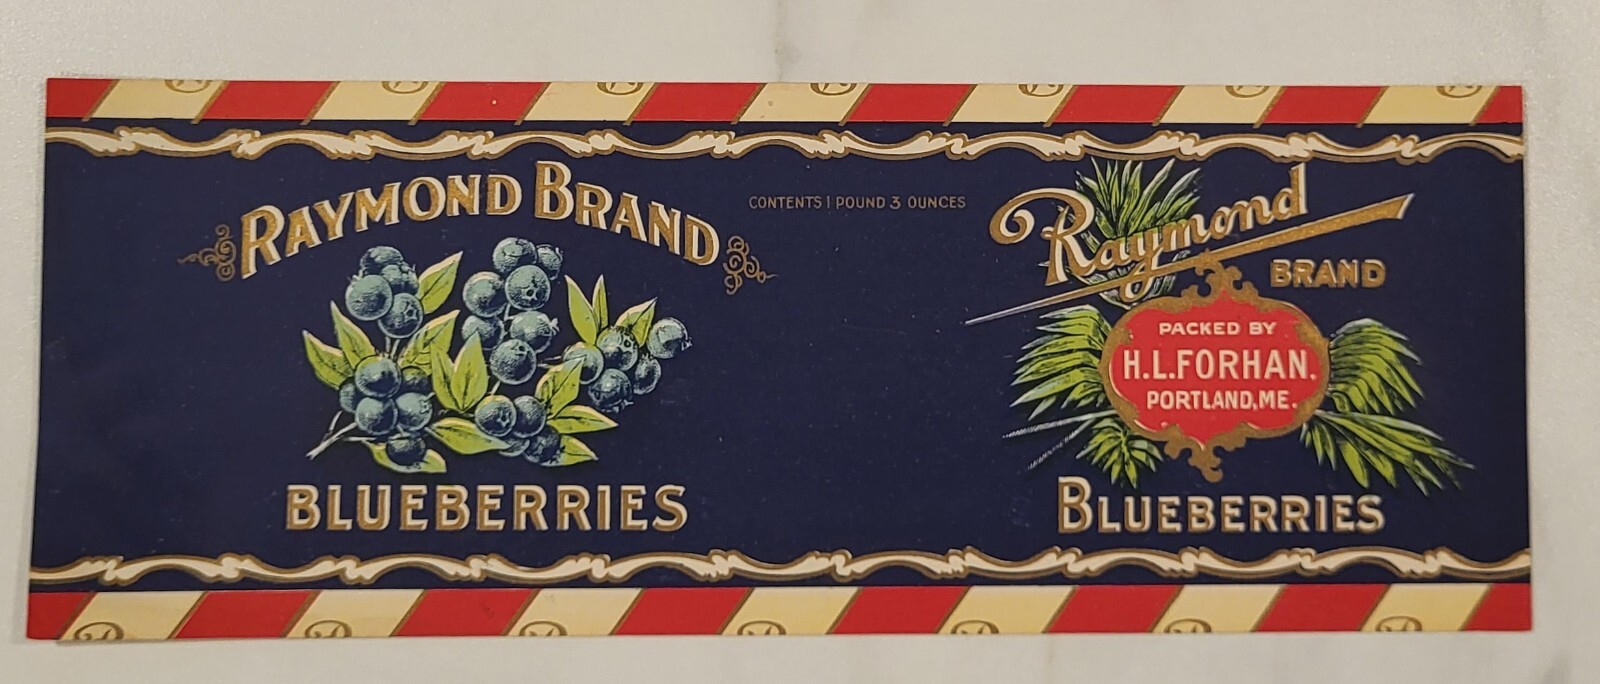 RAYMOND BRAND
BLUEBERRIES
CONTENTS 1 POUND 3 OUNCES
Raymond
BRAND
PACKED BY
H.L.FORHAN.
PORTLAND,ME.
BLUEBERRIES